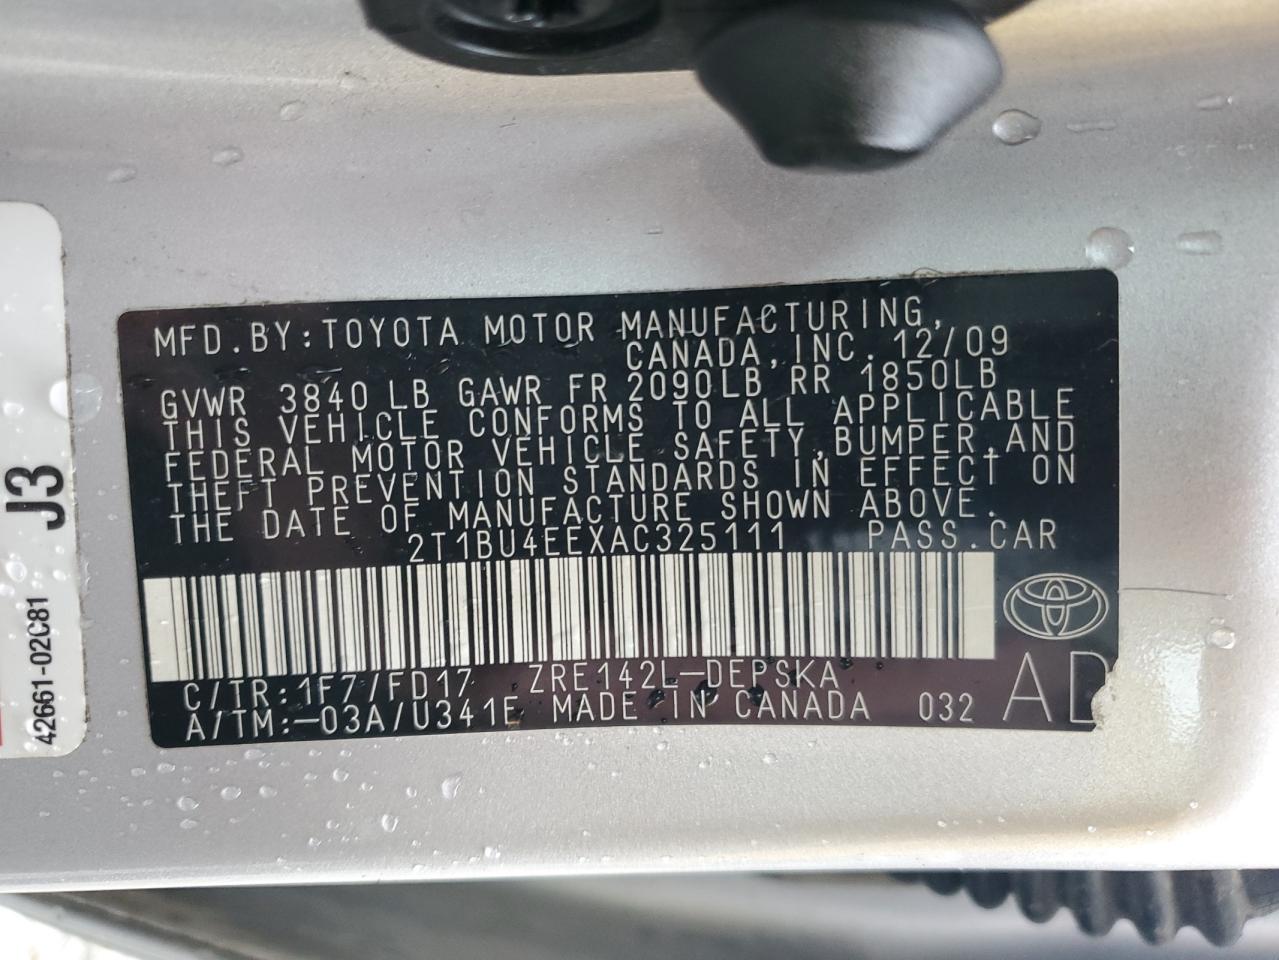 MFD.BY:TOYOTA MOTOR MANUFACTURING,
CANADA,INC. 12/09
GVWR 3840 LB GAWR FR 2090LB RR 1850LB
THIS VEHICLE CONFORMS TO ALL APPLICABLE
FEDERAL MOTOR VEHICLE SAFETY,BUMPER,AND
THEFT PREVENTION STANDARDS IN EFFECT ON
THE DATE OF MANUFACTURE SHOWN ABOVE.
2T1BU4EEXAC325111 PASS.CAR
C/TR:1F7/FD17 ZRE142L-DEPSKA
A/TM:-03A/U341E MADE IN CANADA 032 AD
J3
42661-02C81